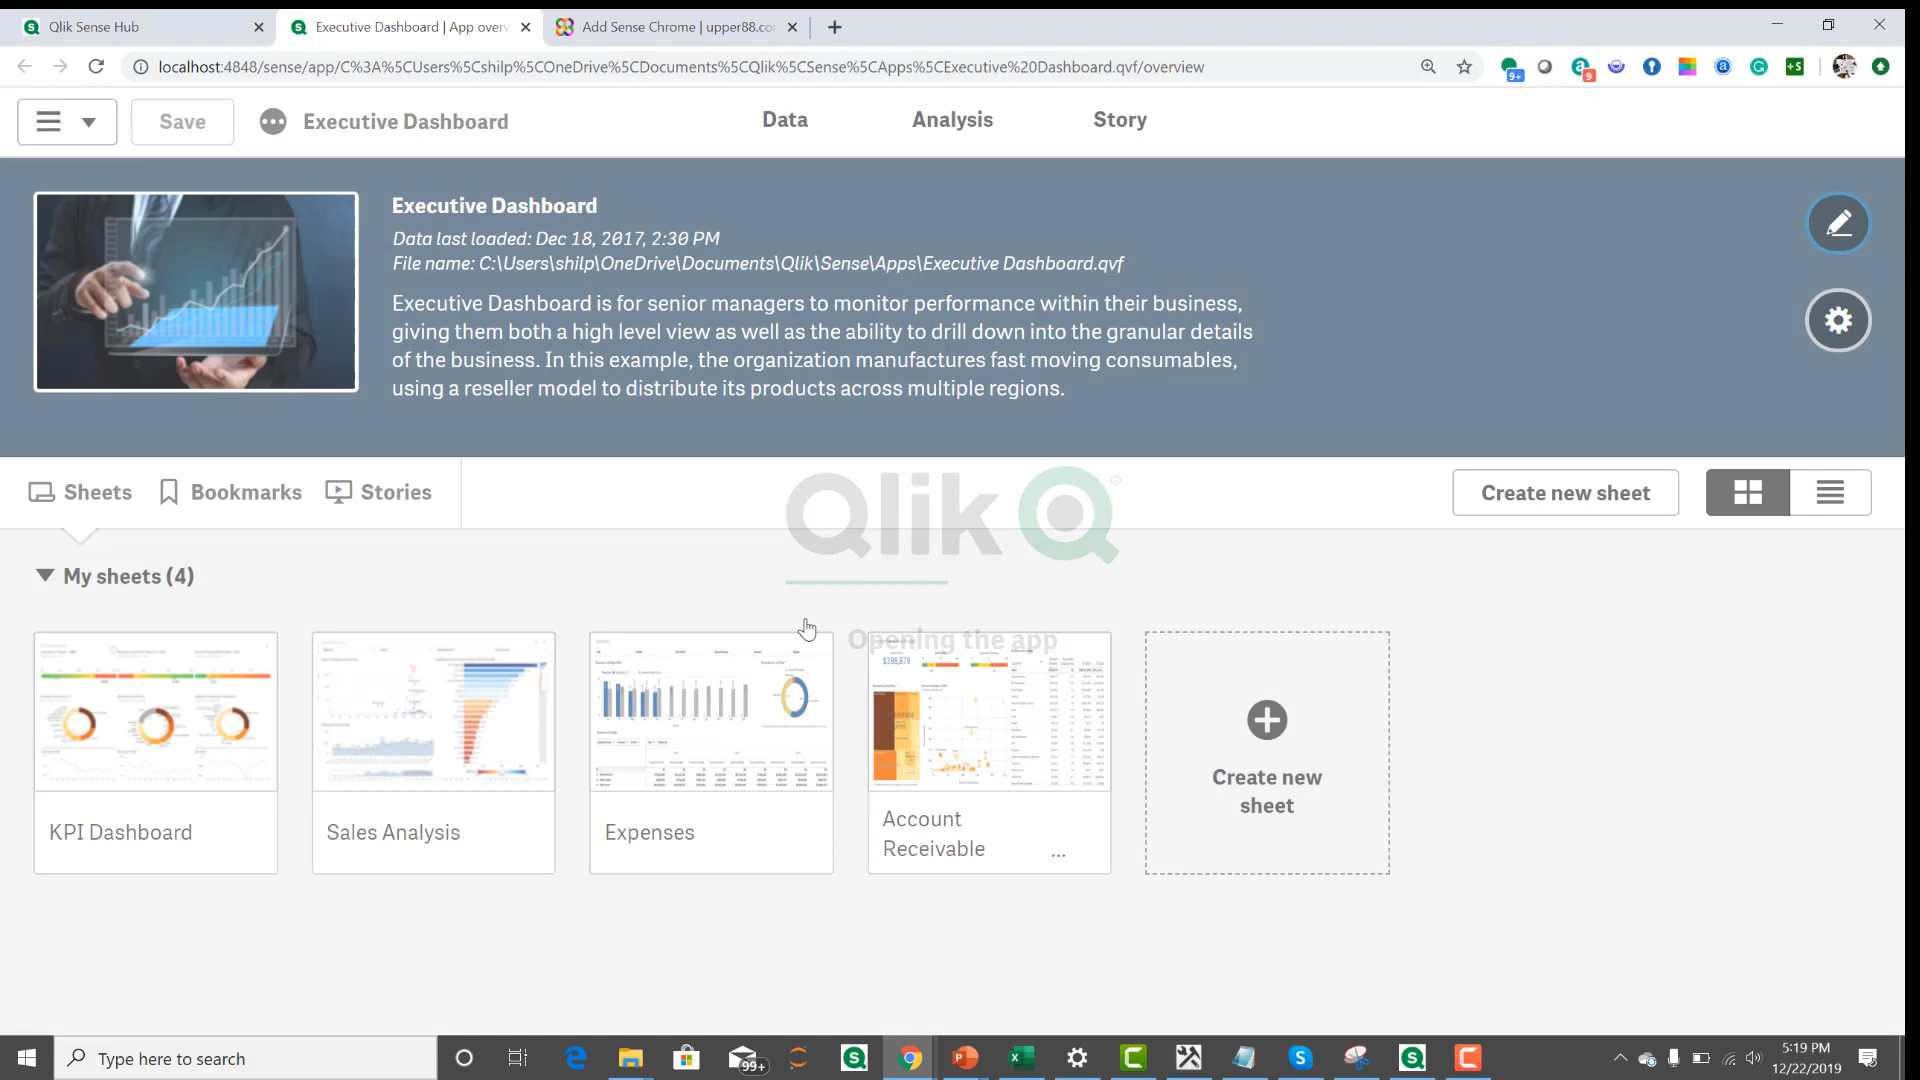 Qlik Sense Hub
Executive Dashboard | App overv
Add Sense Chrome | upper88.co
localhost:4848/sense/app/C%3A%5CUsers%5Cshilp%5COneDrive%5CDocuments%5CQlik%5CSense%5CApps%5CExecutive%20Dashboard.qvf/overview
9+
9
+S
Save
Executive Dashboard
Data
Analysis
Story
Executive Dashboard
Data last loaded: Dec 18, 2017, 2:30 PM
File name: C:\Users\shilp\OneDrive\Documents\Qlik\Sense\Apps\Executive Dashboard.qvf
Executive Dashboard is for senior managers to monitor performance within their business,
giving them both a high level view as well as the ability to drill down into the granular details
of the business. In this example, the organization manufactures fast moving consumables,
using a reseller model to distribute its products across multiple regions.
Sheets
Bookmarks
Stories
Qlik
Create new sheet
My sheets (4)
Opening the app
$288,879
KPI Dashboard
Sales Analysis
Expenses
Account
Receivable ...
Create new
sheet
Type here to search
99+
5:19 PM
12/22/2019